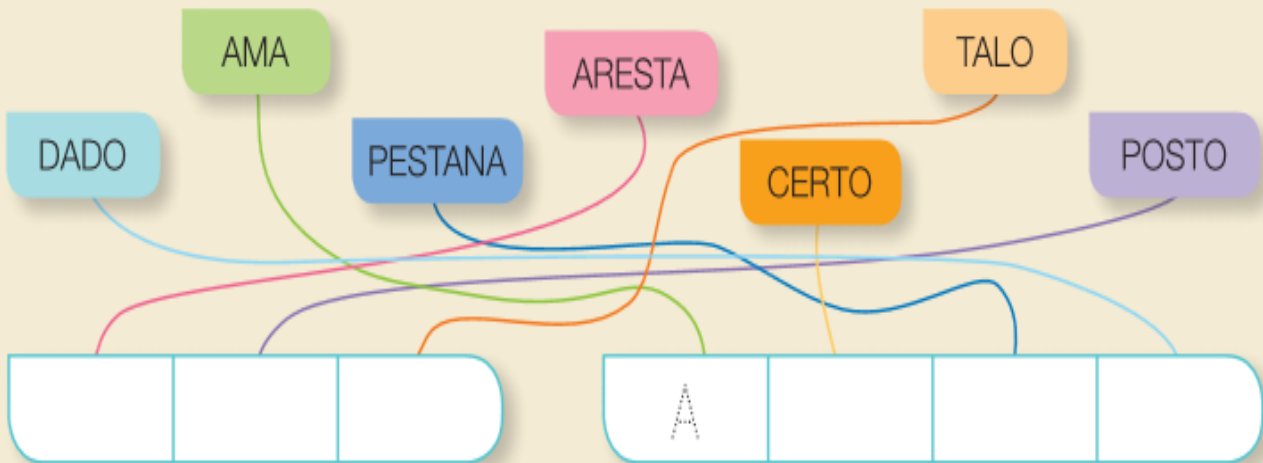 AMA
ARESTA
TALO
DADO
PESTANA
CERTO
POSTO
A